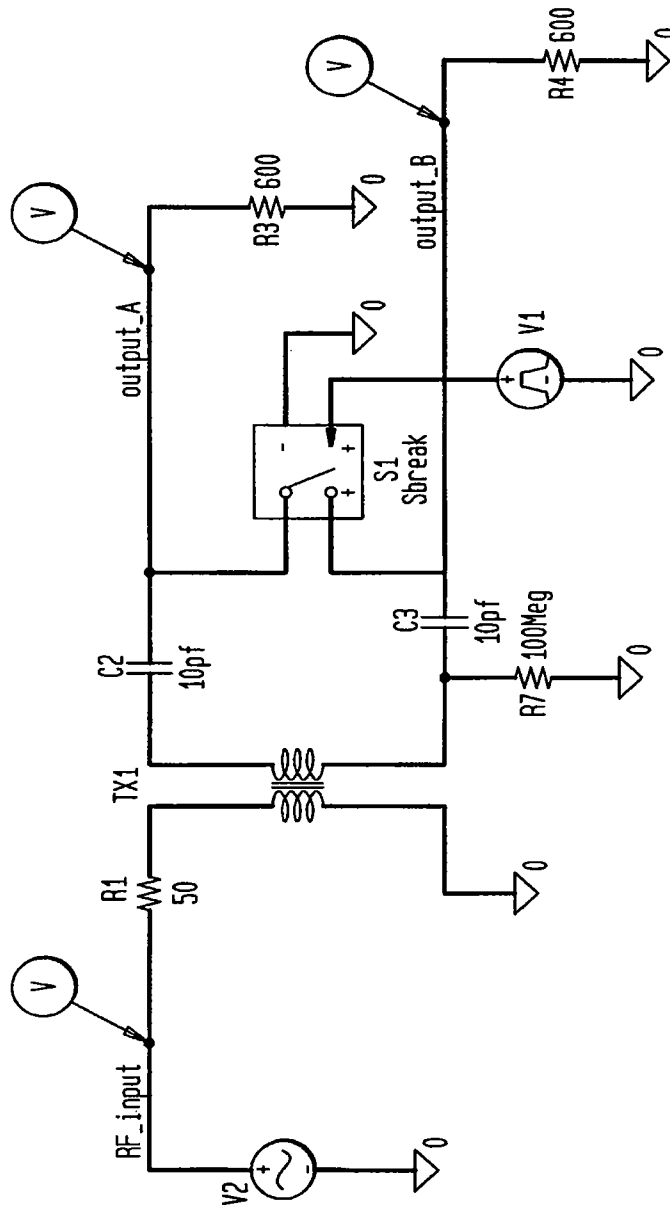 RF_input
V
V2
+
-
0
R1
50
TX1
0
C2
10pf
C3
10pf
R7
100Meg
0
S1
Sbreak
-
+
+
0
V1
+
-
0
output_A
V
R3
600
0
output_B
V
R4
600
0